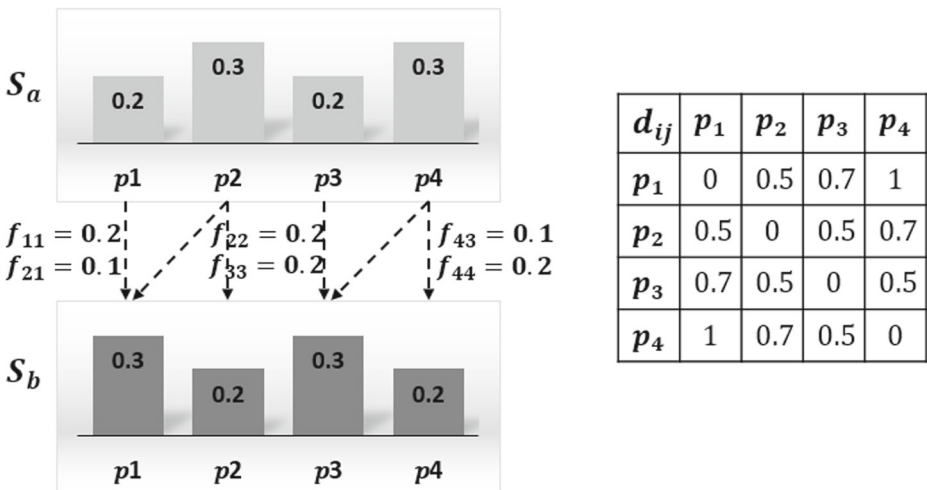 S_a
0.2 0.3 0.2 0.3
p1 p2 p3 p4
f_11 = 0.2 f_22 = 0.2 f_43 = 0.1
f_21 = 0.1 f_33 = 0.2 f_44 = 0.2
S_b
0.3 0.2 0.3 0.2
p1 p2 p3 p4
d_ij p_1 p_2 p_3 p_4
p_1 0 0.5 0.7 1
p_2 0.5 0 0.5 0.7
p_3 0.7 0.5 0 0.5
p_4 1 0.7 0.5 0